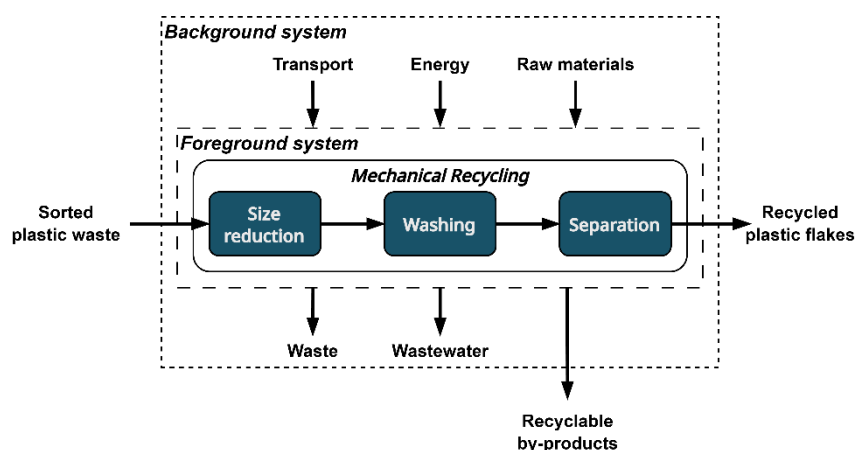 Background system
Transport
Energy
Raw materials
Foreground system
Mechanical Recycling
Sorted
plastic waste
Size
reduction
Washing
Separation
Recycled
plastic flakes
Waste
Wastewater
Recyclable
by-products